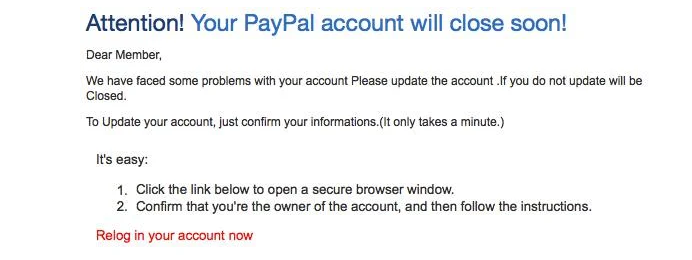 Attention! Your PayPal account will close soon!
Dear Member,
We have faced some problems with your account Please update the account .If you do not update will be
Closed.
To Update your account, just confirm your informations.(It only takes a minute.)
It's easy:
1. Click the link below to open a secure browser window.
2. Confirm that you're the owner of the account, and then follow the instructions.
Relog in your account now